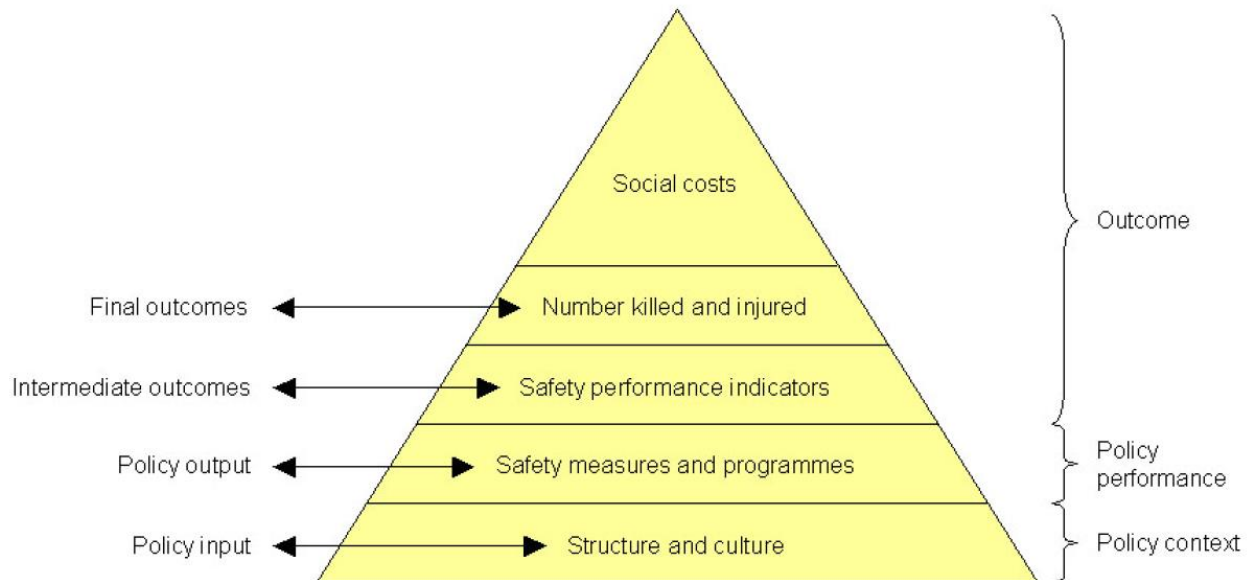 Social costs
Outcome
Final outcomes
Number killed and injured
Intermediate outcomes
Safety performance indicators
Policy output
Safety measures and programmes
Policy
performance
Policy input
Structure and culture
Policy context